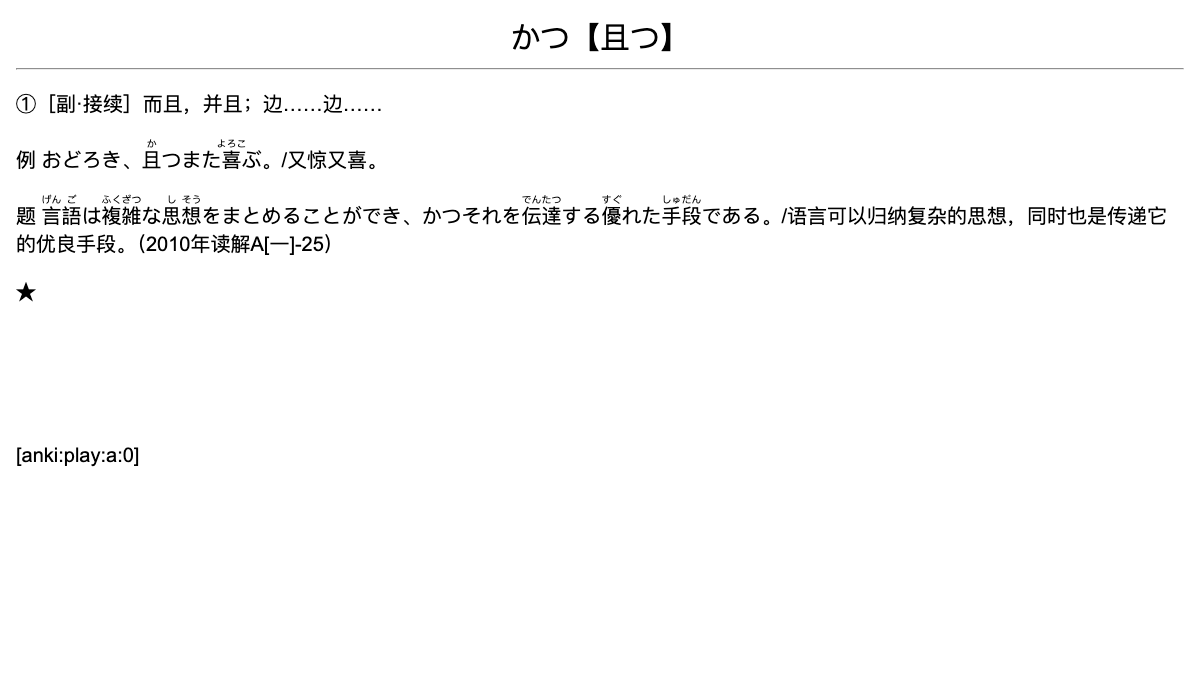 かつ【且つ】
①［副·接续］而且，并且；边……边……
か よろこ
例 おどろき、且つまた喜ぶ。/又惊又喜。
げん ご ふくざつ し そう でんたつ すぐ しゅだん
题 言語は複雑な思想をまとめることができ、かつそれを伝達する優れた手段である。/语言可以归纳复杂的思想，同时也是传递它
的优良手段。（2010年读解A[一]-25）
★
[anki:play:a:0]